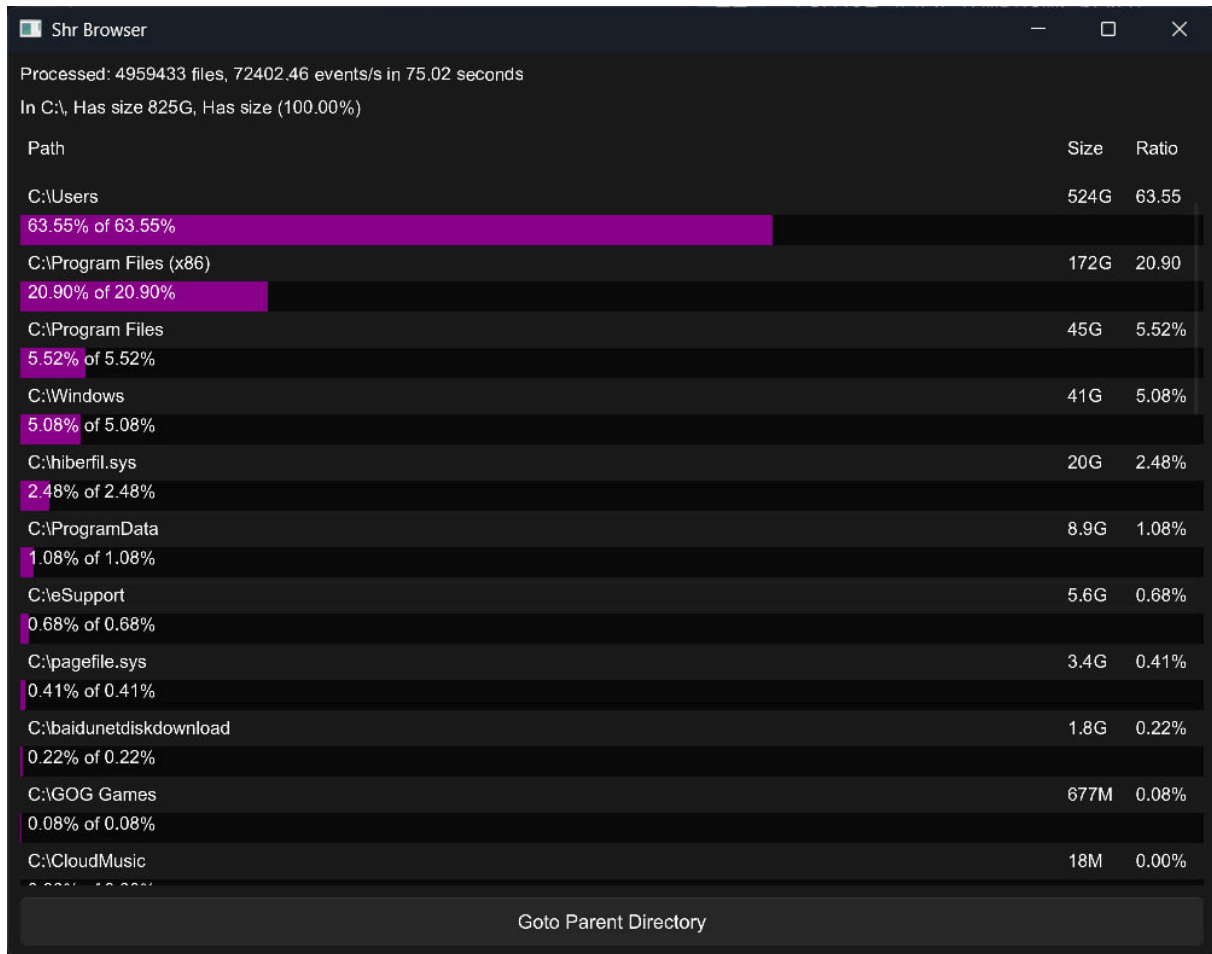 Shr Browser
Processed: 4959433 files, 72402.46 events/s in 75.02 seconds
In C:\, Has size 825G, Has size (100.00%)
Path Size Ratio
C:\Users 524G 63.55
63.55% of 63.55%
C:\Program Files (x86) 172G 20.90
20.90% of 20.90%
C:\Program Files 45G 5.52%
5.52% of 5.52%
C:\Windows 41G 5.08%
5.08% of 5.08%
C:\hiberfil.sys 20G 2.48%
2.48% of 2.48%
C:\ProgramData 8.9G 1.08%
1.08% of 1.08%
C:\eSupport 5.6G 0.68%
0.68% of 0.68%
C:\pagefile.sys 3.4G 0.41%
0.41% of 0.41%
C:\baidunetdiskdownload 1.8G 0.22%
0.22% of 0.22%
C:\GOG Games 677M 0.08%
0.08% of 0.08%
C:\CloudMusic 18M 0.00%
Goto Parent Directory